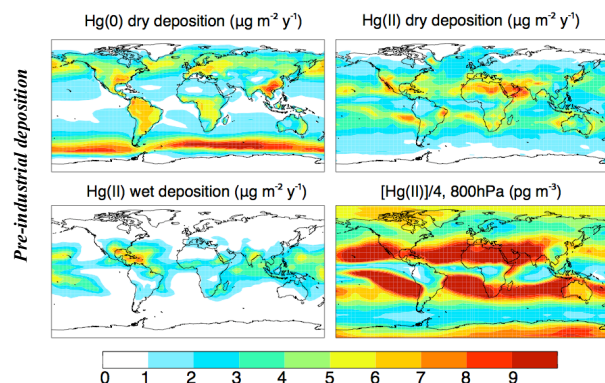 Hg(0) dry deposition (μg m⁻² y⁻¹)
Hg(II) dry deposition (μg m⁻² y⁻¹)
Pre-industrial deposition
Hg(II) wet deposition (μg m⁻² y⁻¹)
[Hg(II)]/4, 800hPa (pg m⁻³)
0 1 2 3 4 5 6 7 8 9